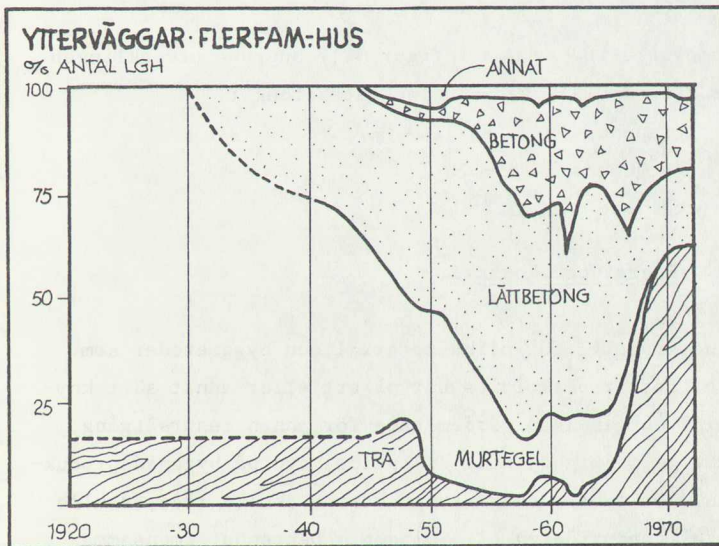 YTTERVÄGGAR·FLERFAM-HUS
% ANTAL LGH
ANNAT
100
BETONG
75
LÄTTBETONG
50
25
TRÄ
MURTEGEL
1920
-30
-40
-50
-60
1970